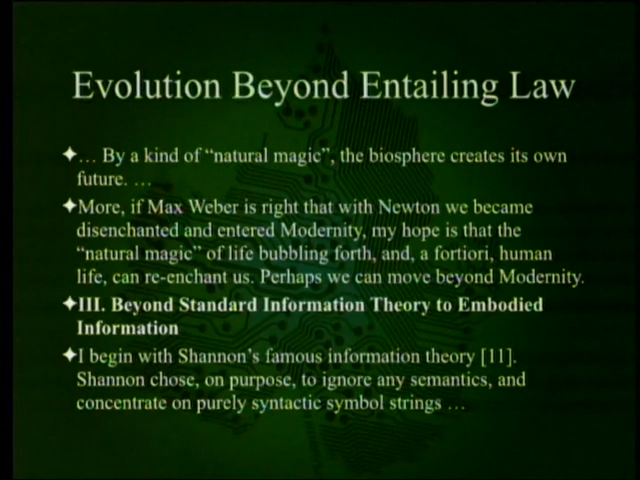 Evolution Beyond Entailing Law
✦… By a kind of “natural magic”, the biosphere creates its own
future. …
✦More, if Max Weber is right that with Newton we became
disenchanted and entered Modernity, my hope is that the
“natural magic” of life bubbling forth, and, a fortiori, human
life, can re-enchant us. Perhaps we can move beyond Modernity.
✦III. Beyond Standard Information Theory to Embodied
Information
✦I begin with Shannon’s famous information theory [11].
Shannon chose, on purpose, to ignore any semantics, and
concentrate on purely syntactic symbol strings …